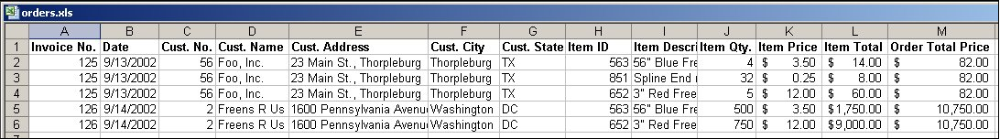 orders.xls
A B C D E F G H I J K L M
1 Invoice No. Date Cust. No. Cust. Name Cust. Address Cust. City Cust. State Item ID Item Descri Item Qty. Item Price Item Total Order Total Price
2 125 9/13/2002 56 Foo, Inc. 23 Main St., Thorpleburg Thorpleburg TX 563 56" Blue Fre 4 $ 3.50 $ 14.00 $ 82.00
3 125 9/13/2002 56 Foo, Inc. 23 Main St., Thorpleburg Thorpleburg TX 851 Spline End 32 $ 0.25 $ 8.00 $ 82.00
4 125 9/13/2002 56 Foo, Inc. 23 Main St., Thorpleburg Thorpleburg TX 652 3" Red Free 5 $ 12.00 $ 60.00 $ 82.00
5 126 9/14/2002 2 Freens R Us 1600 Pennsylvania Avenu Washington DC 563 56" Blue Fre 500 $ 3.50 $1,750.00 $ 10,750.00
6 126 9/14/2002 2 Freens R Us 1600 Pennsylvania Avenu Washington DC 652 3" Red Free 750 $ 12.00 $9,000.00 $ 10,750.00